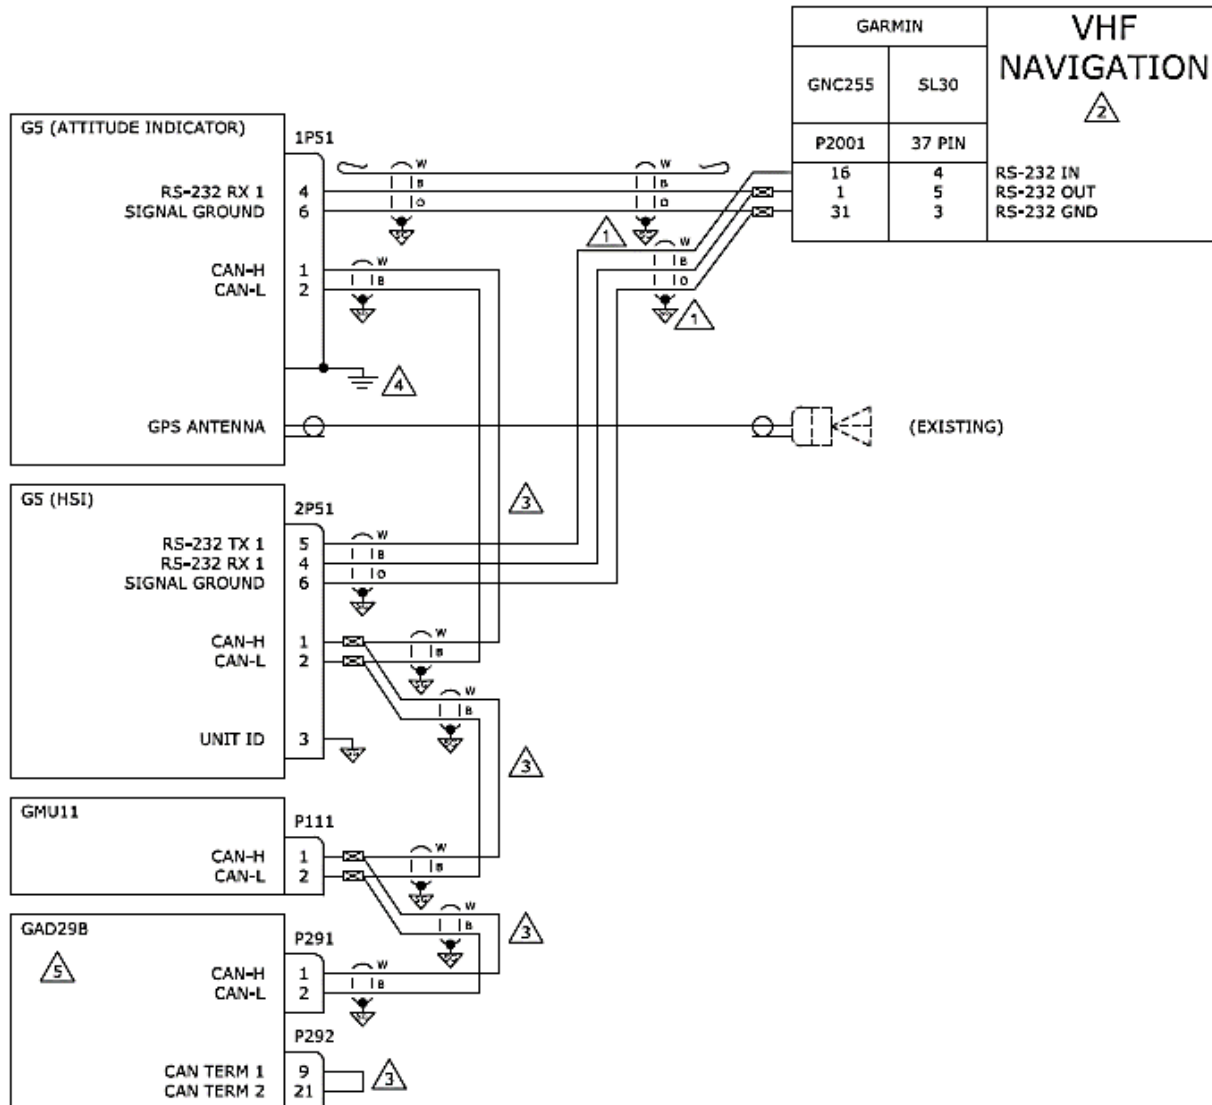 GARMIN
VHF
NAVIGATION
GNC255 SL30
2
P2001 37 PIN
16 4 RS-232 IN
1 5 RS-232 OUT
31 3 RS-232 GND
G5 (ATTITUDE INDICATOR)
1P51
RS-232 RX 1 4
SIGNAL GROUND 6
W
B
O
W
B
O
1
W
B
O
1
CAN-H 1
CAN-L 2
W
B
4
GPS ANTENNA
(EXISTING)
G5 (HSI)
2P51
3
RS-232 TX 1 5
RS-232 RX 1 4
SIGNAL GROUND 6
W
B
O
CAN-H 1
CAN-L 2
W
B
W
B
UNIT ID 3
3
GMU11
P111
CAN-H 1
CAN-L 2
W
B
W
B
3
GAD29B
5
P291
CAN-H 1
CAN-L 2
W
B
P292
CAN TERM 1 9
CAN TERM 2 21
3